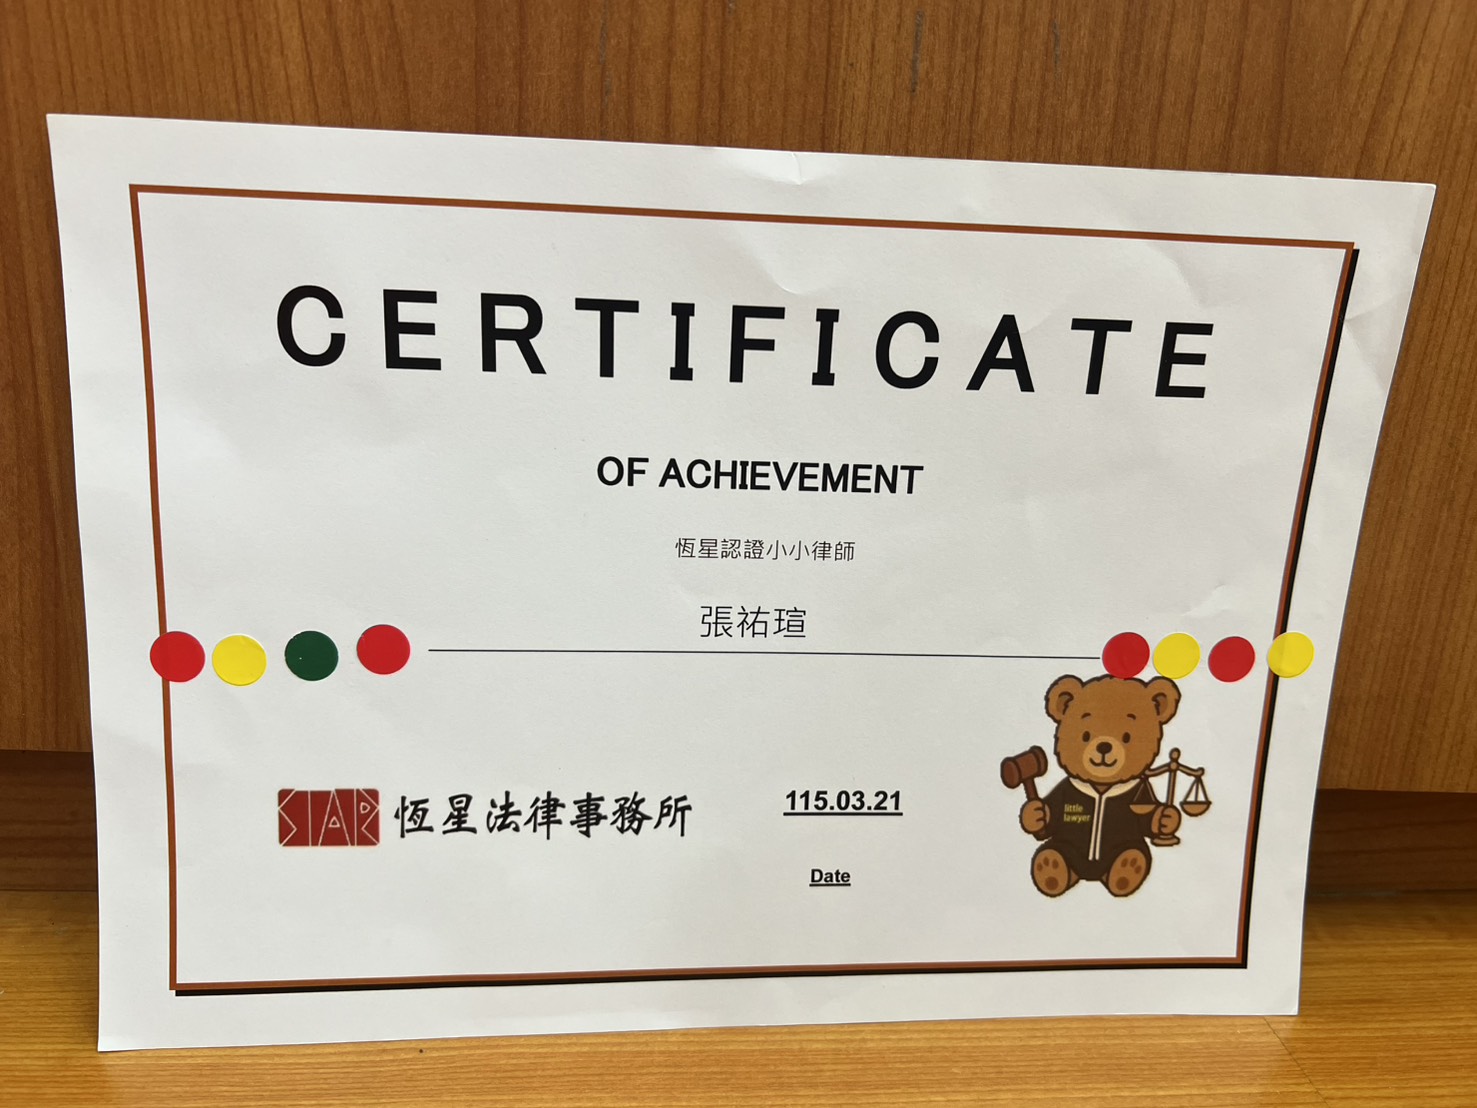 CERTIFICATE
OF ACHIEVEMENT
恆星認證小小律師
張祐瑄
STAR 恆星法律事務所
115.03.21
Date
little
lawyer